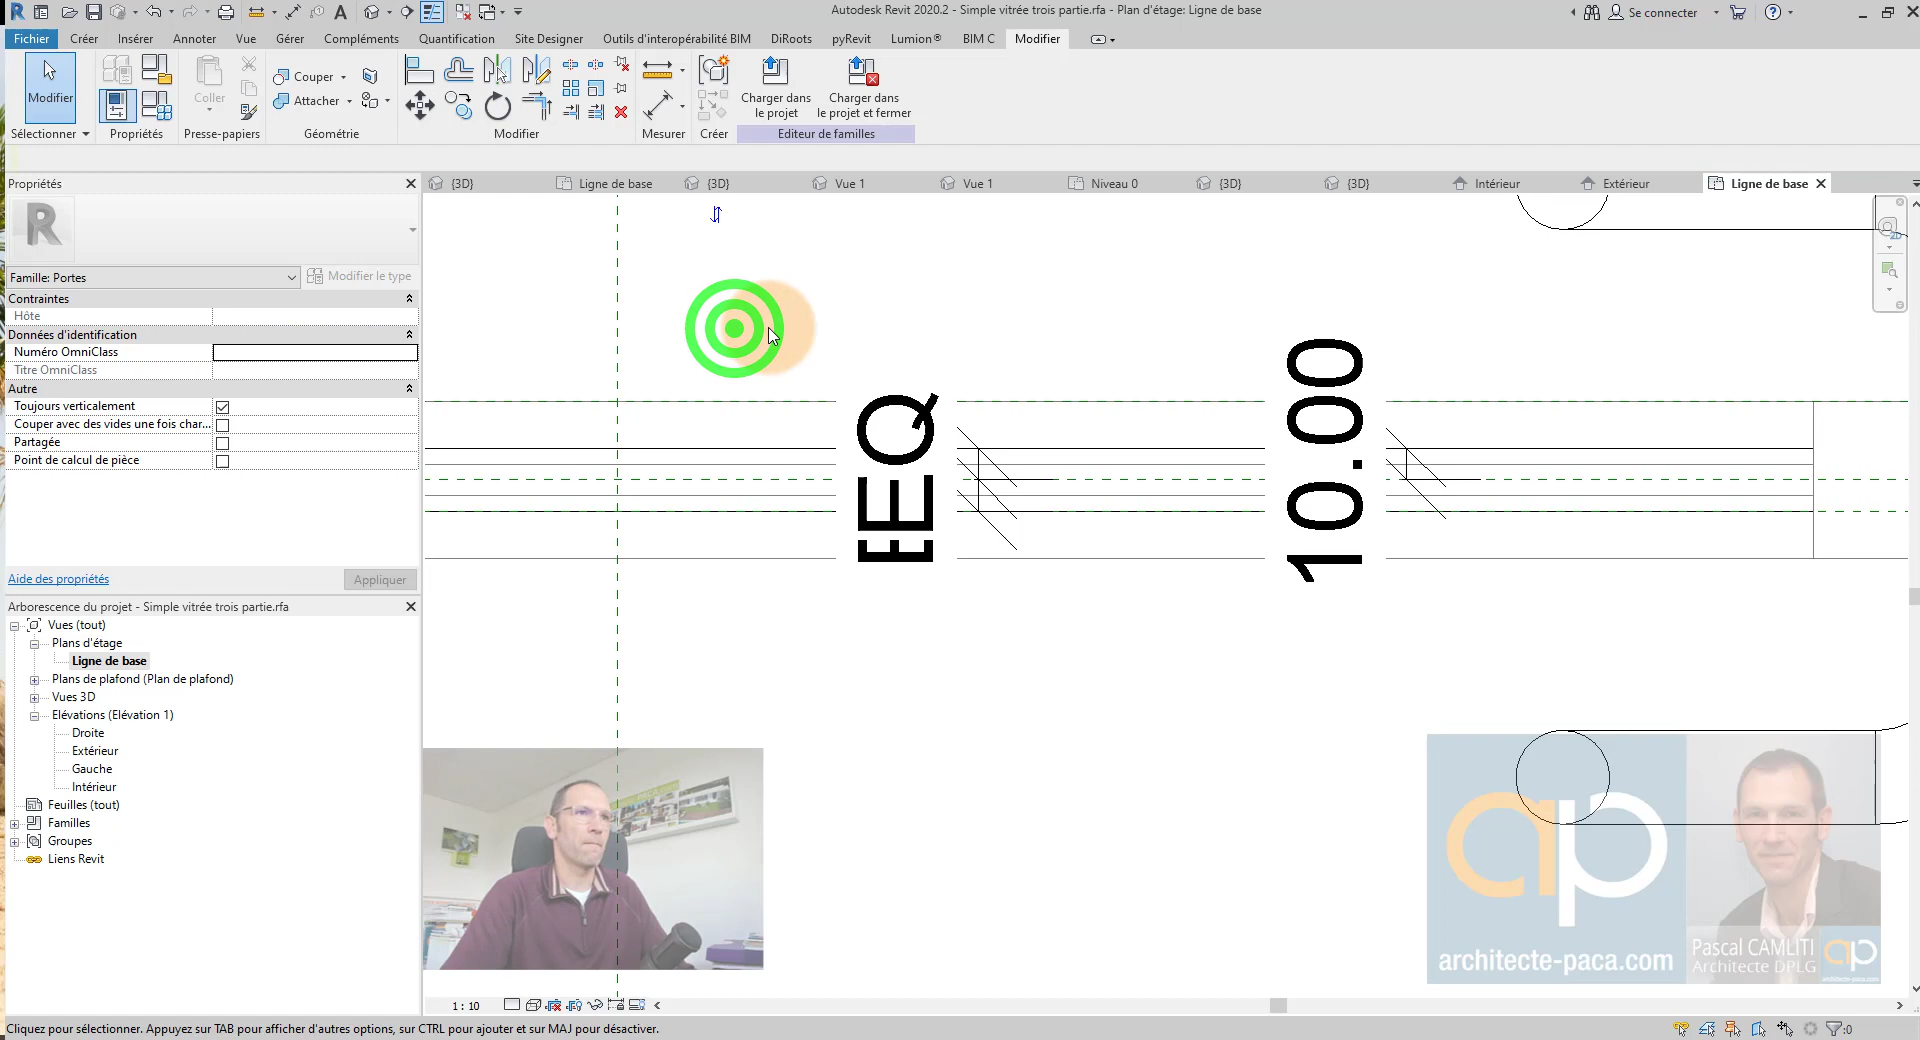 Autodesk Revit 2020.2 - Simple vitrée trois partie.rfa - Plan d'étage: Ligne de base
Se connecter
Fichier Créer Insérer Annoter Vue Gérer Compléments Quantification Site Designer Outils d'interopérabilité BIM DiRoots pyRevit Lumion® BIM C Modifier
Modifier
Coller
Couper
Attacher
Charger dans le projet
Charger dans le projet et fermer
Sélectionner Propriétés Presse-papiers Géométrie Modifier Mesurer Créer Editeur de familles
Propriétés
{3D} Ligne de base {3D} Vue 1 Vue 1 Niveau 0 {3D} {3D} Intérieur Extérieur Ligne de base
R
Famille: Portes
Modifier le type
Contraintes
Hôte
Données d'identification
Numéro OmniClass
Titre OmniClass
Autre
Toujours verticalement
Couper avec des vides une fois char...
Partagée
Point de calcul de pièce
Aide des propriétés
Appliquer
Arborescence du projet - Simple vitrée trois partie.rfa
Vues (tout)
Plans d'étage
Ligne de base
Plans de plafond (Plan de plafond)
Vues 3D
Elévations (Elévation 1)
Droite
Extérieur
Gauche
Intérieur
Feuilles (tout)
Familles
Groupes
Liens Revit
10.00
2D
ap
architecte-paca.com
Pascal CAMLITI
Architecte DPLG
ap
1 : 10
Cliquez pour sélectionner. Appuyez sur TAB pour afficher d'autres options, sur CTRL pour ajouter et sur MAJ pour désactiver.
:0